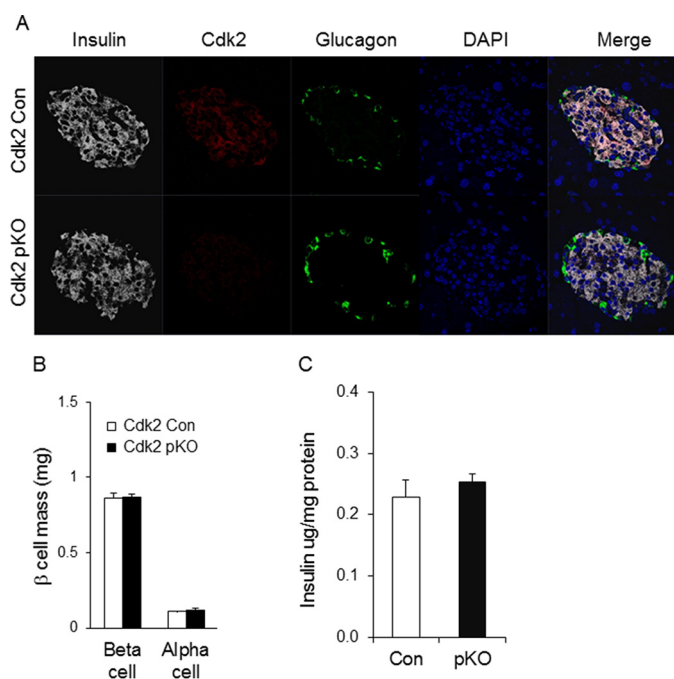 A
Insulin Cdk2 Glucagon DAPI Merge
Cdk2 Con
Cdk2 pKO
B
β cell mass (mg)
1.5
1
0.5
0
Cdk2 Con
Cdk2 pKO
Beta cell
Alpha cell
C
Insulin ug/mg protein
0.4
0.3
0.2
0.1
0.0
Con pKO